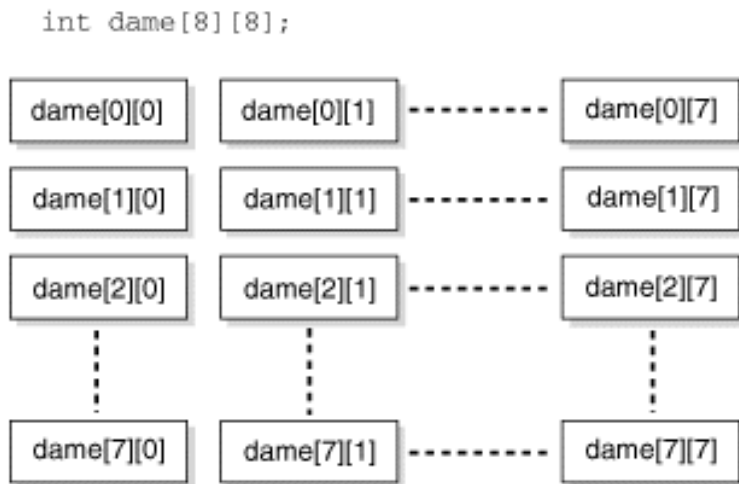 int dame[8][8];
dame[0][0] dame[0][1] dame[0][7]
dame[1][0] dame[1][1] dame[1][7]
dame[2][0] dame[2][1] dame[2][7]
dame[7][0] dame[7][1] dame[7][7]